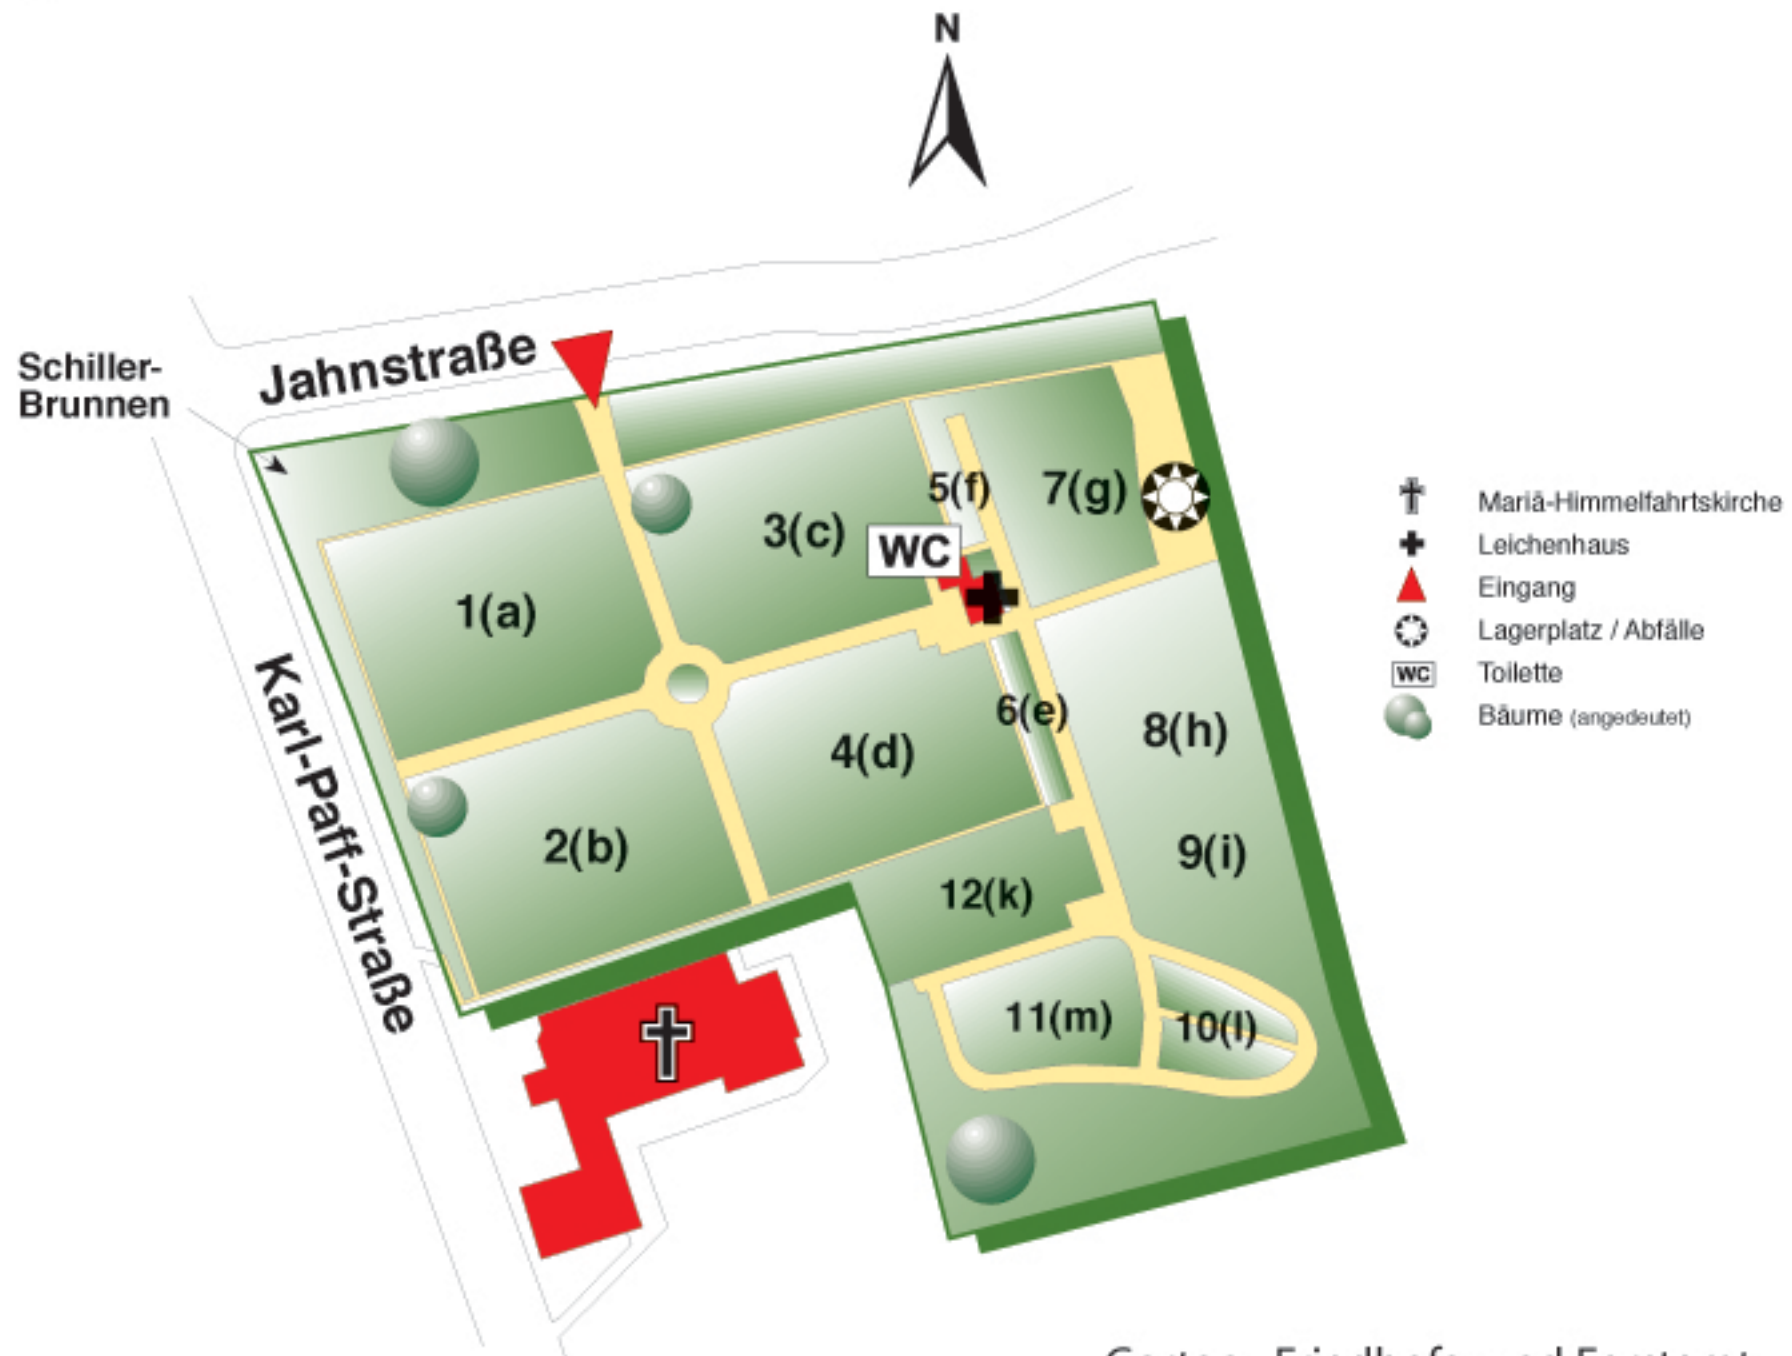 N
Schiller-
Brunnen
Jahnstraße
Karl-Paff-Straße
1(a)
2(b)
3(c)
4(d)
5(f)
6(e)
7(g)
8(h)
9(i)
10(l)
11(m)
12(k)
WC
Mariä-Himmelfahrtskirche
Leichenhaus
Eingang
Lagerplatz / Abfälle
WC Toilette
Bäume (angedeutet)